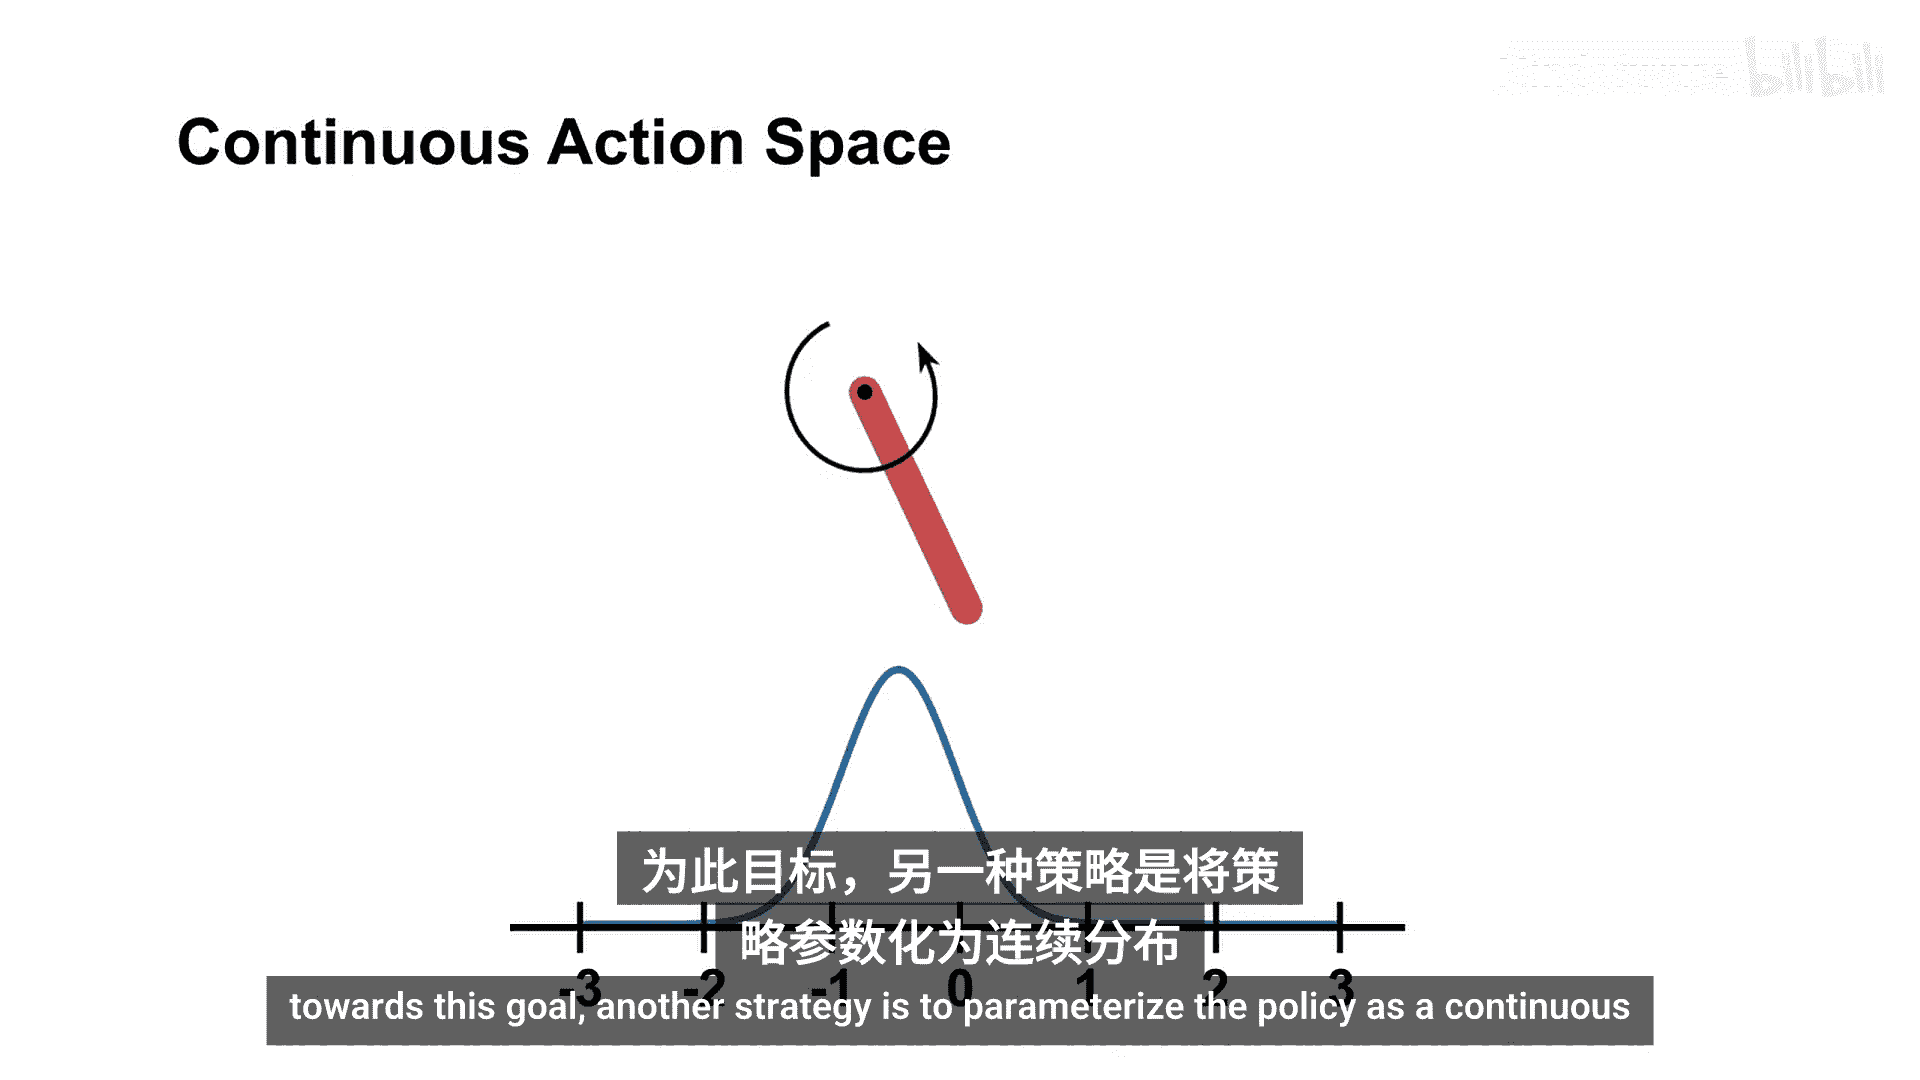 bilibili
Continuous Action Space
为此目标，另一种策略是将策
略参数化为连续分布
-3 -2 -1 0 1 2 3
towards this goal, another strategy is to parameterize the policy as a continuous